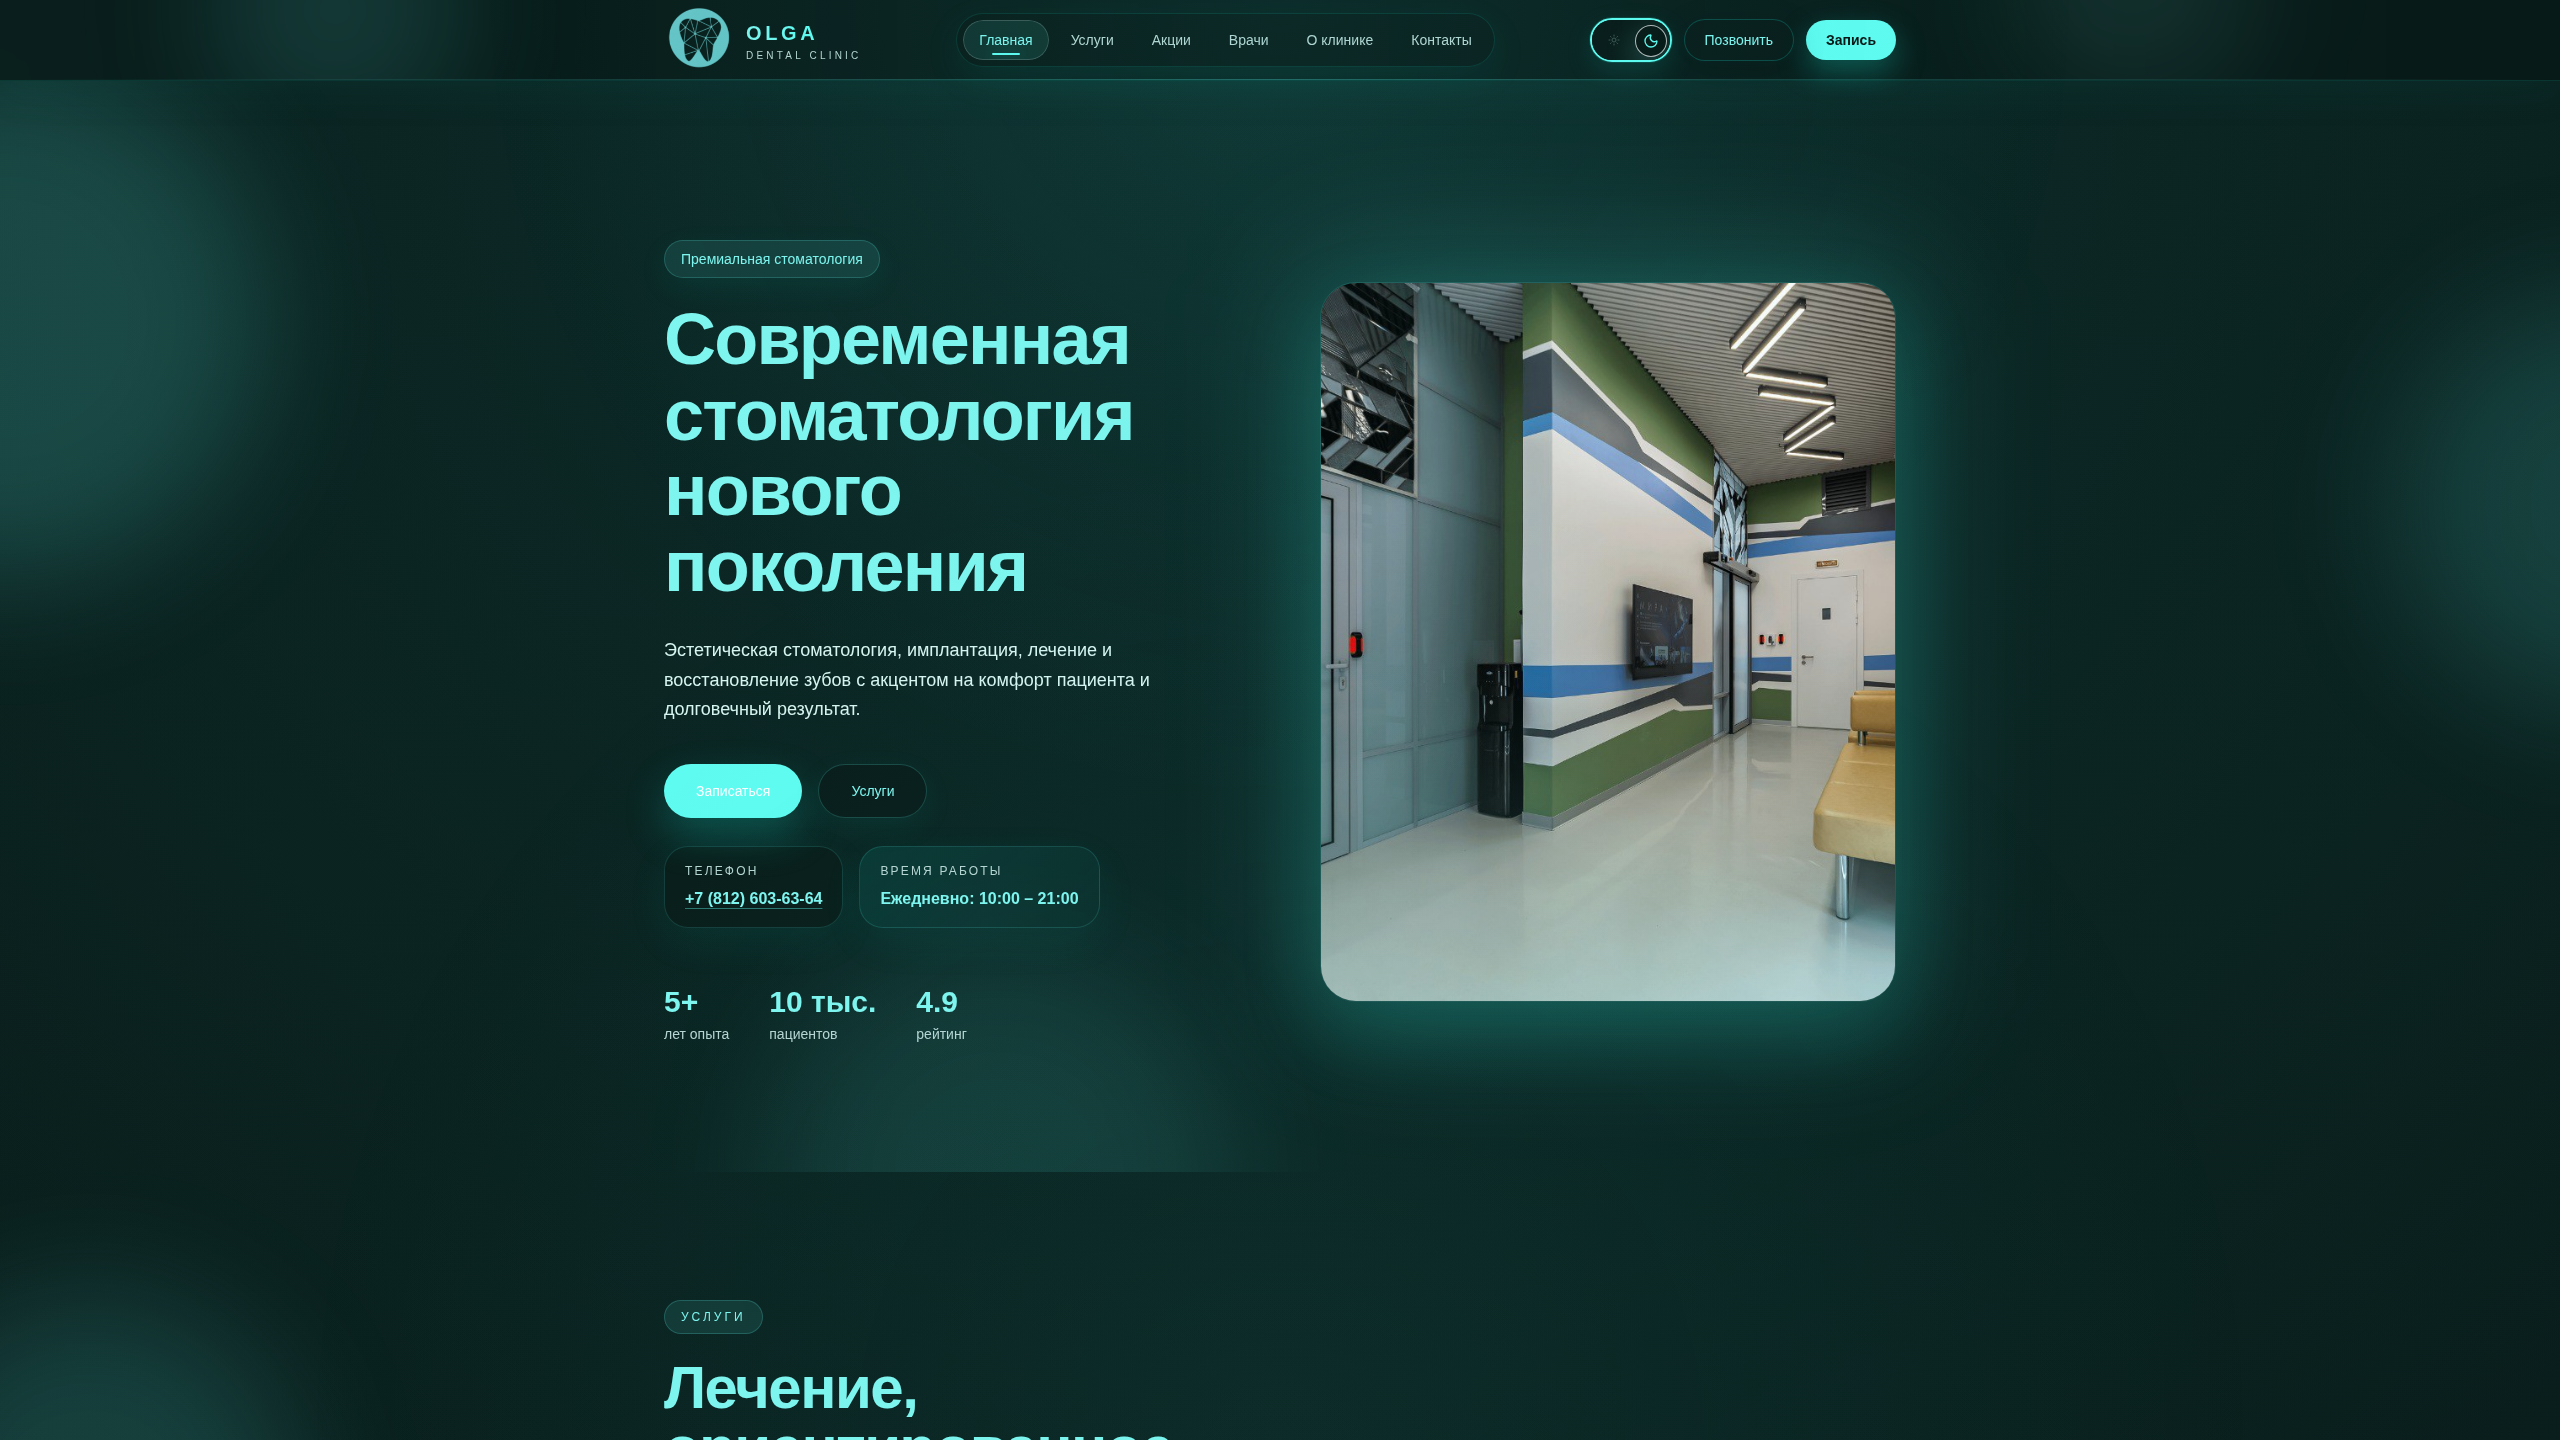 OLGA
DENTAL CLINIC
Главная
Услуги
Акции
Врачи
О клинике
Контакты
Позвонить
Запись
Премиальная стоматология
Современная
стоматология
нового
поколения
Эстетическая стоматология, имплантация, лечение и
восстановление зубов с акцентом на комфорт пациента и
долговечный результат.
Записаться
Услуги
ТЕЛЕФОН
+7 (812) 603-63-64
ВРЕМЯ РАБОТЫ
Ежедневно: 10:00 – 21:00
5+
лет опыта
10 тыс.
пациентов
4.9
рейтинг
УСЛУГИ
Лечение,